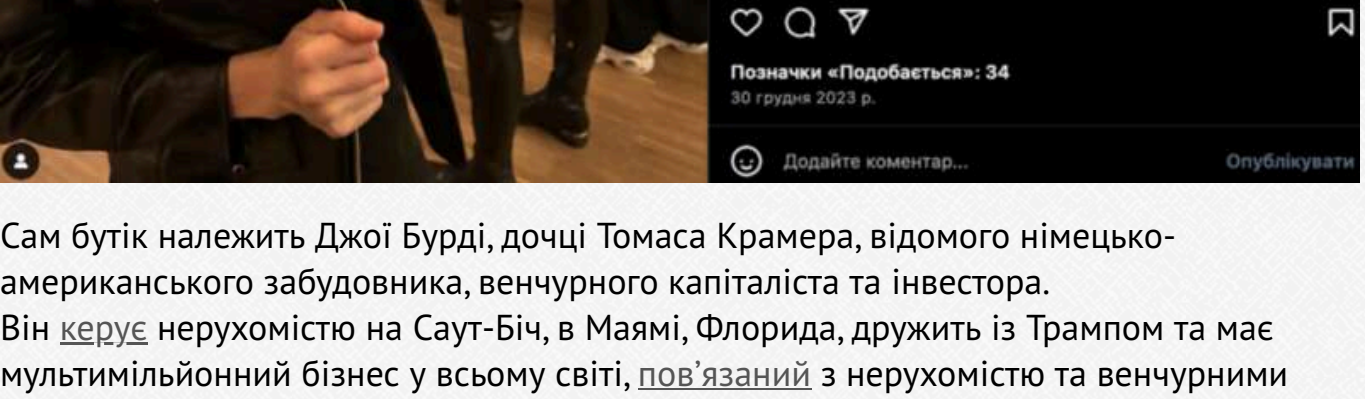 Позначки «Подобається»: 34
30 грудня 2023 р.
Додайте коментар...
Опублікувати
Сам бутік належить Джої Бурді, дочці Томаса Крамера, відомого німецько-
американського забудовника, венчурного капіталіста та інвестора.
Він керує нерухомістю на Саут-Біч, в Маямі, Флорида, дружить із Трампом та має
мультимільйонний бізнес у всьому світі, пов’язаний з нерухомістю та венчурними